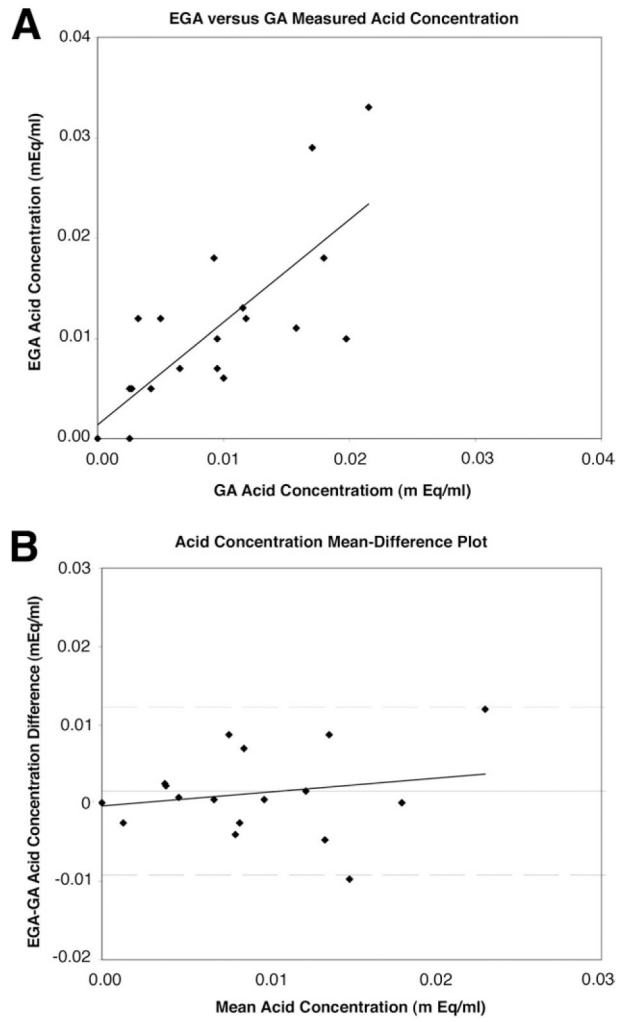 A
EGA versus GA Measured Acid Concentration
0.04
0.03
0.02
0.01
0.00
EGA Acid Concentration (mEq/ml)
0.00 0.01 0.02 0.03 0.04
GA Acid Concentratiom (m Eq/ml)
B
Acid Concentration Mean-Difference Plot
0.03
0.02
0.01
0
-0.01
-0.02
EGA-GA Acid Concentration Difference (mEq/ml)
0.00 0.01 0.02 0.03
Mean Acid Concentration (m Eq/ml)